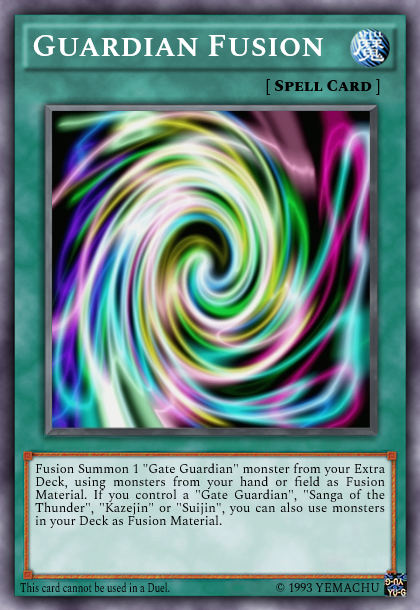 GUARDIAN FUSION
魔
[ SPELL CARD ]
Fusion Summon 1 "Gate Guardian" monster from your Extra
Deck, using monsters from your hand or field as Fusion
Material. If you control a "Gate Guardian", "Sanga of the
Thunder", "Kazejin" or "Suijin", you can also use monsters
in your Deck as Fusion Material.
This card cannot be used in a Duel.
© 1993 YEMACHU